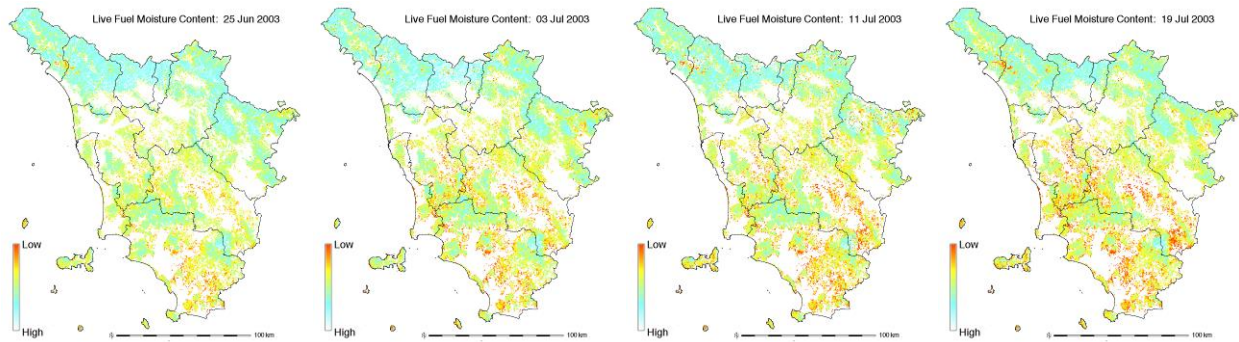 Live Fuel Moisture Content: 25 Jun 2003
Low
High
100 km
Live Fuel Moisture Content: 03 Jul 2003
Low
High
100 km
Live Fuel Moisture Content: 11 Jul 2003
Low
High
100 km
Live Fuel Moisture Content: 19 Jul 2003
Low
High
100 km